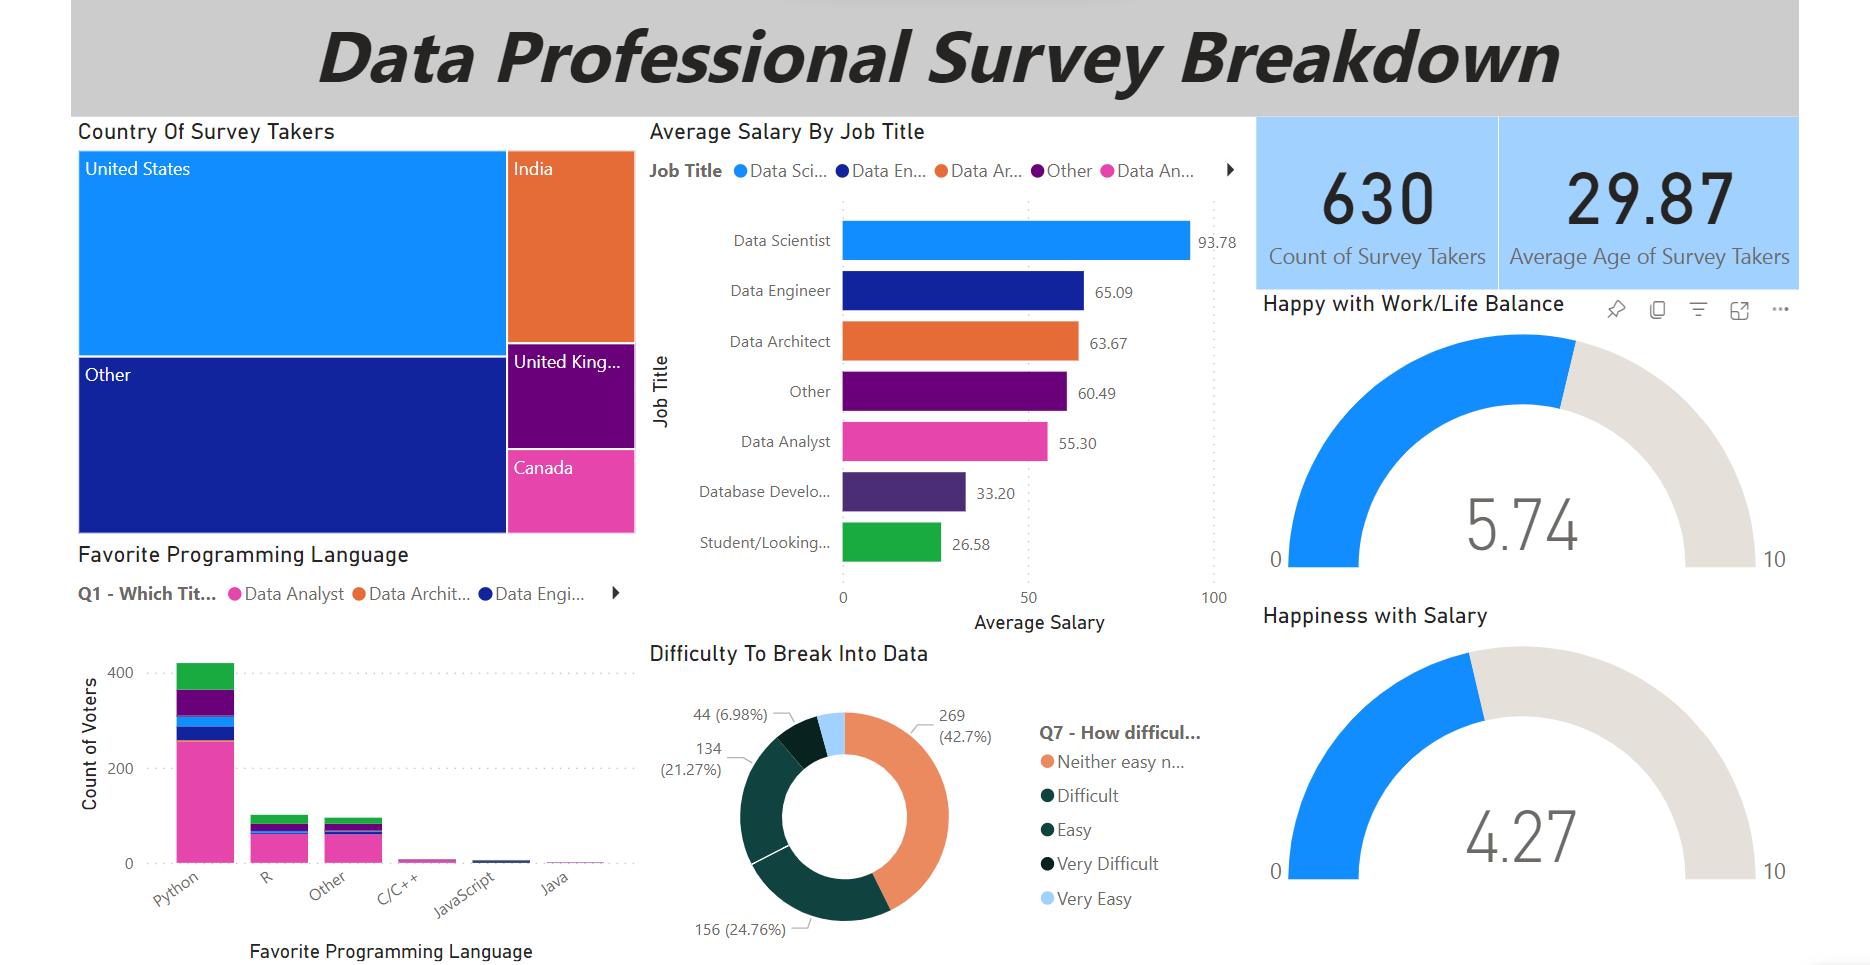 Data Professional Survey Breakdown
Country Of Survey Takers
United States
India
Other
United King...
Canada
Average Salary By Job Title
Job Title
Data Sci...
Data En...
Data Ar...
Other
Data An...
Job Title
Data Scientist
93.78
Data Engineer
65.09
Data Architect
63.67
Other
60.49
Data Analyst
55.30
Database Develo...
33.20
Student/Looking...
26.58
0
50
100
Average Salary
630
Count of Survey Takers
29.87
Average Age of Survey Takers
Happy with Work/Life Balance
5.74
0
10
Favorite Programming Language
Q1 - Which Tit...
Data Analyst
Data Archit...
Data Engi...
Count of Voters
400
200
0
Python
R
Other
C/C++
JavaScript
Java
Favorite Programming Language
Difficulty To Break Into Data
44 (6.98%)
269
(42.7%)
134
(21.27%)
156 (24.76%)
Q7 - How difficul...
Neither easy n...
Difficult
Easy
Very Difficult
Very Easy
Happiness with Salary
4.27
0
10